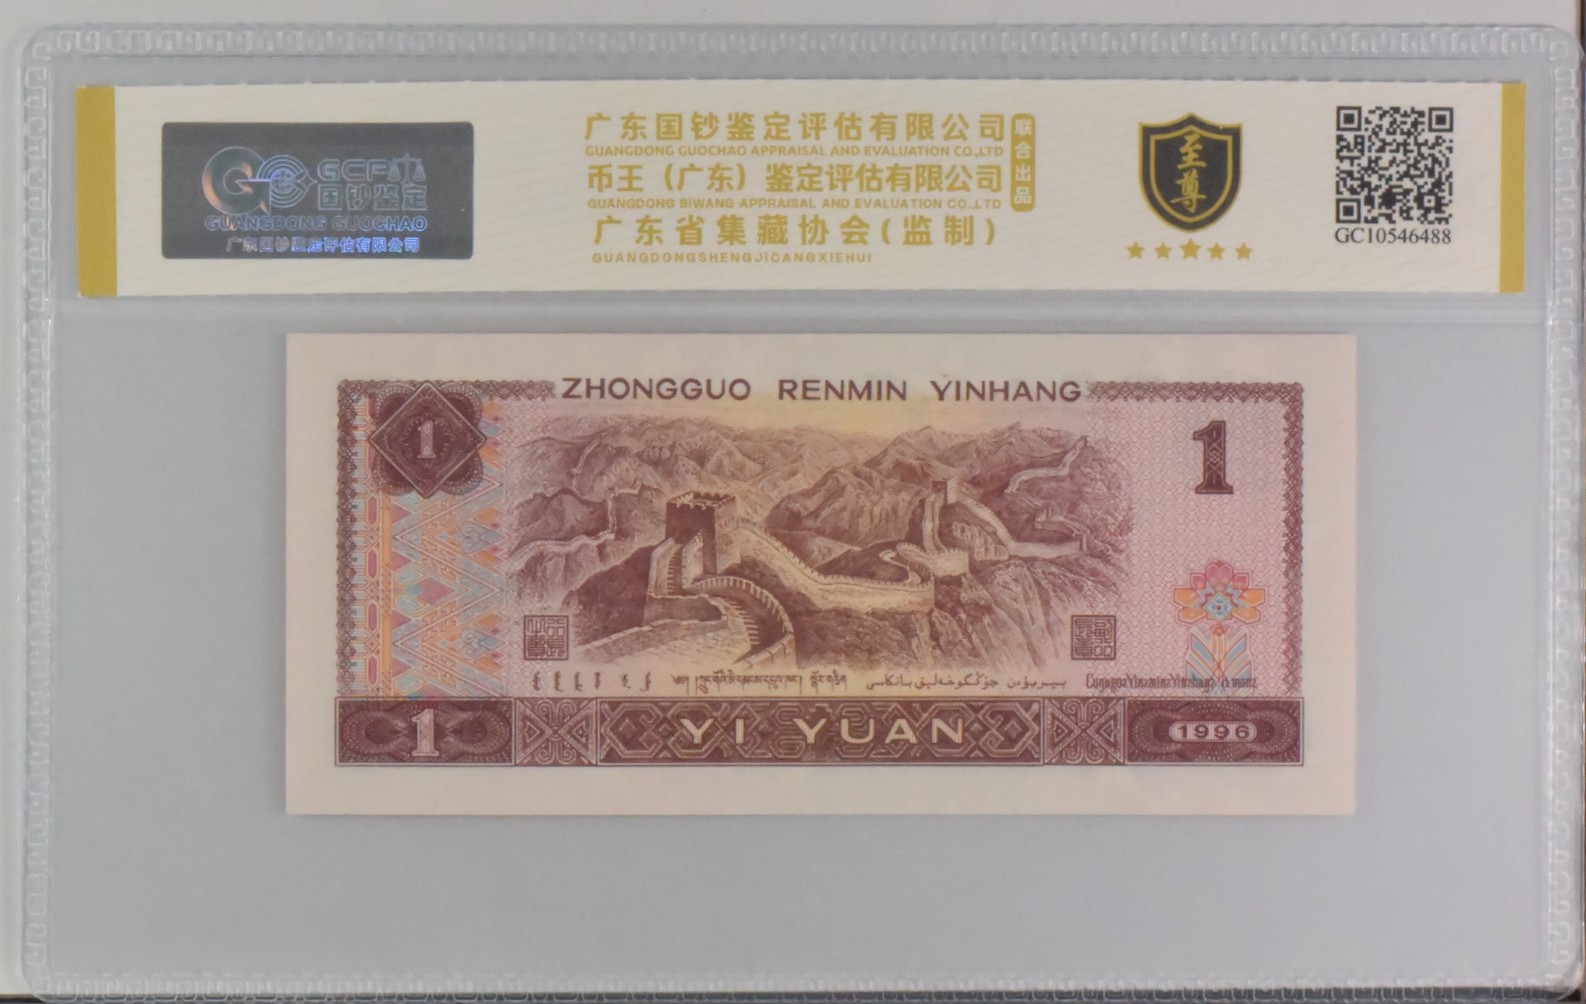 GCP
国钞鉴定
GUANGDONG GUOCHAO
广东国钞鉴定评估有限公司
广东国钞鉴定评估有限公司
GUANGDONG GUOCHAO APPRAISAL AND EVALUATION CO.,LTD
币王（广东）鉴定评估有限公司
GUANGDONG BIWANG APPRAISAL AND EVALUATION CO.,LTD
联合出品
广东省集藏协会(监制)
GUANGDONGSHENGJICANGXIEHUI
至尊
GC10546488
ZHONGGUO RENMIN YINHANG
1
1
1
YI YUAN
1996